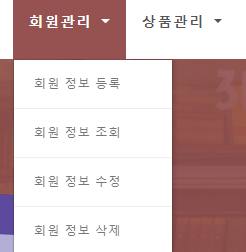 회원관리 상품관리
회원 정보 등록
회원 정보 조회
회원 정보 수정
회원 정보 삭제